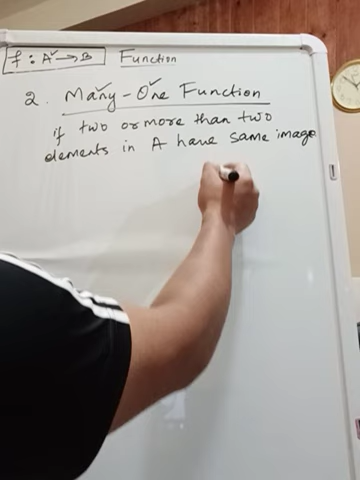 f : A → B Function
2. Many - One Function
if two or more than two
elements in A have same image